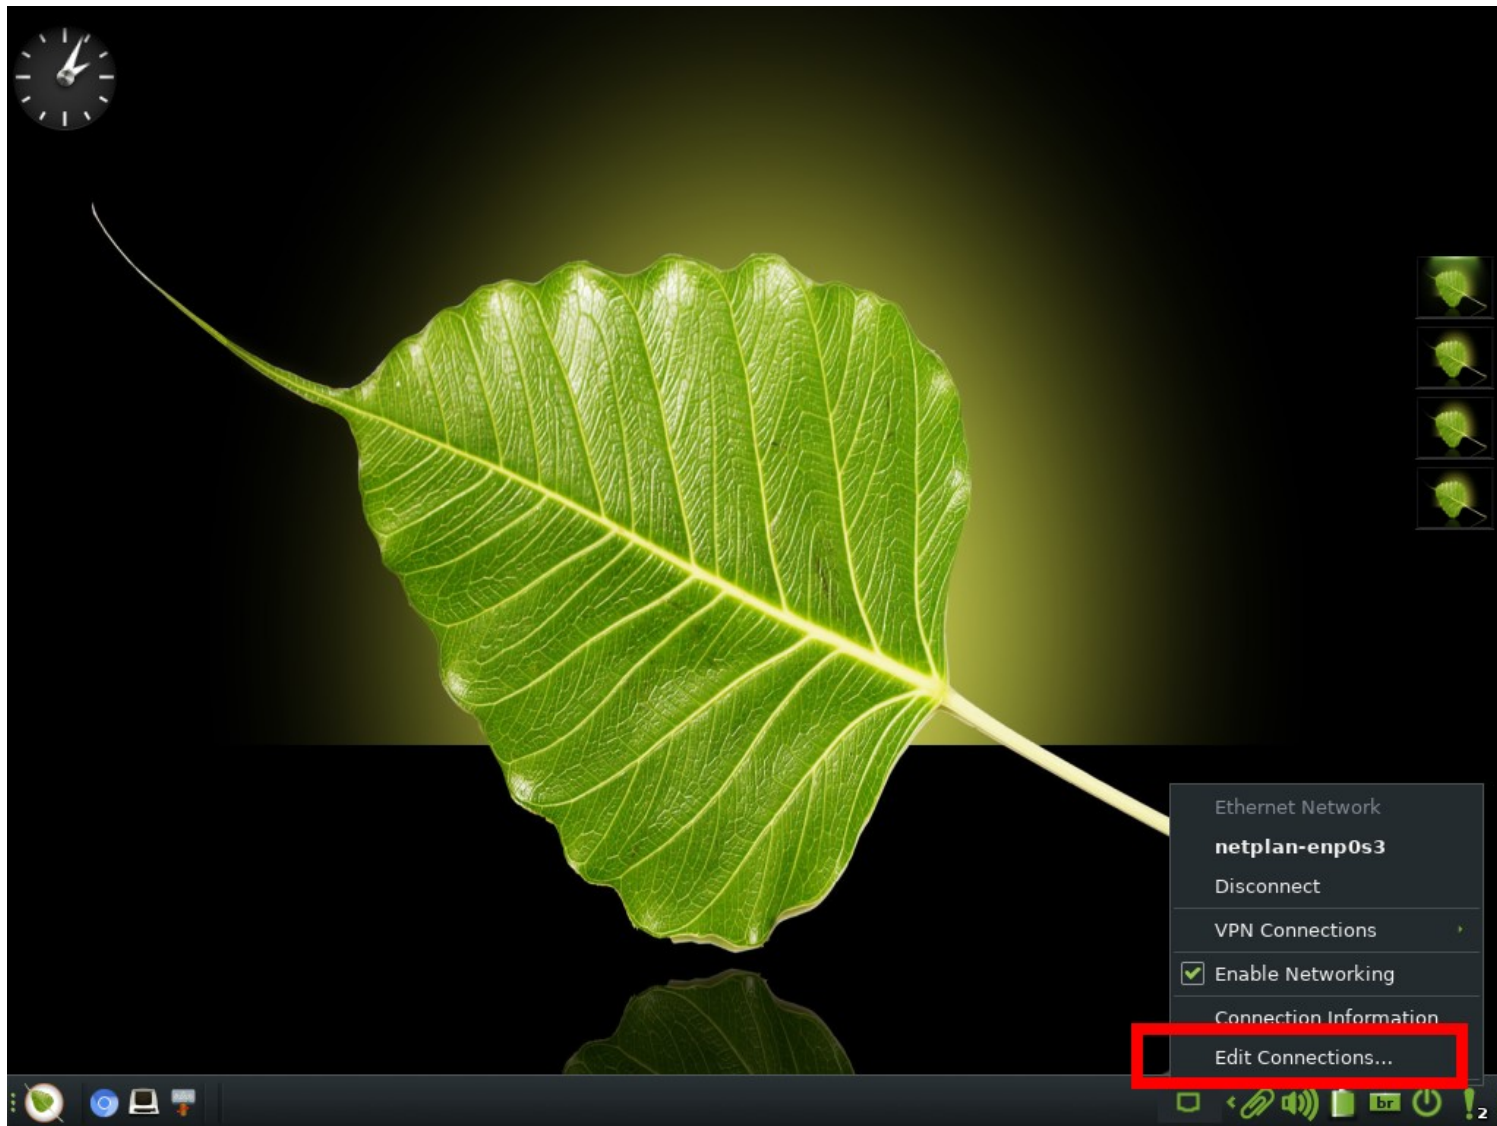 Ethernet Network
netplan-enp0s3
Disconnect
VPN Connections
Enable Networking
Connection Information
Edit Connections...
br
2